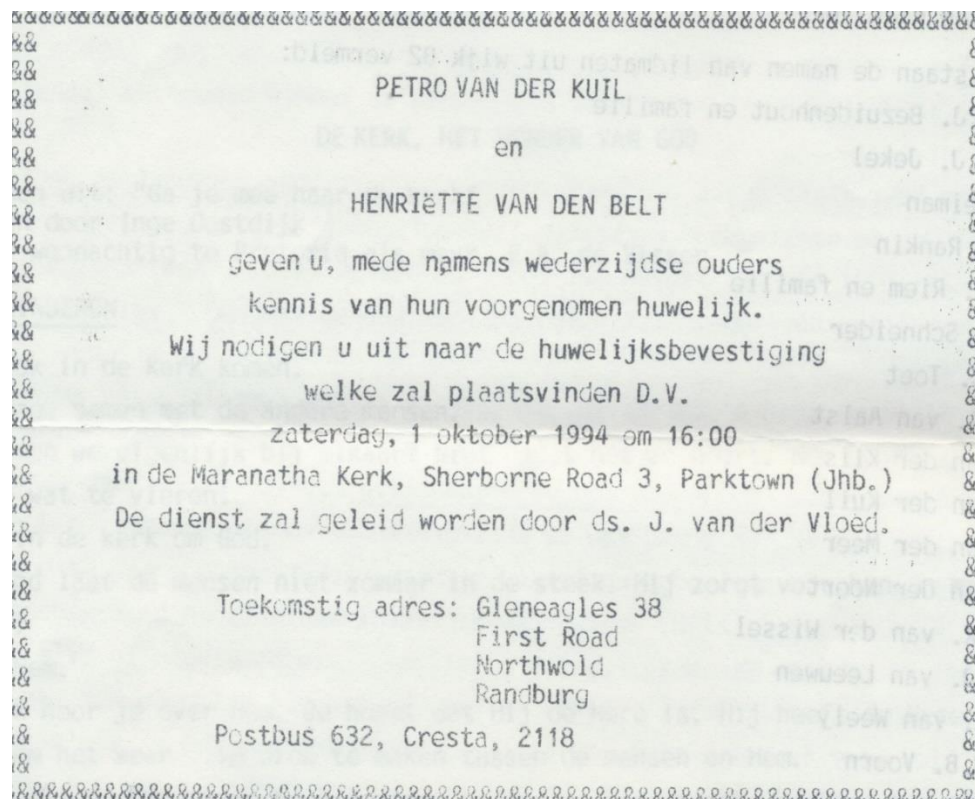 PETRO VAN DER KUIL
en
HENRIëTTE VAN DEN BELT
geven u, mede namens wederzijdse ouders
kennis van hun voorgenomen huwelijk.
Wij nodigen u uit naar de huwelijksbevestiging
welke zal plaatsvinden D.V.
zaterdag, 1 oktober 1994 om 16:00
in de Maranatha Kerk, Sherborne Road 3, Parktown (Jhb.)
De dienst zal geleid worden door ds. J. van der Vloed.
Toekomstig adres: Gleneagles 38
First Road
Northwold
Randburg
Postbus 632, Cresta, 2118